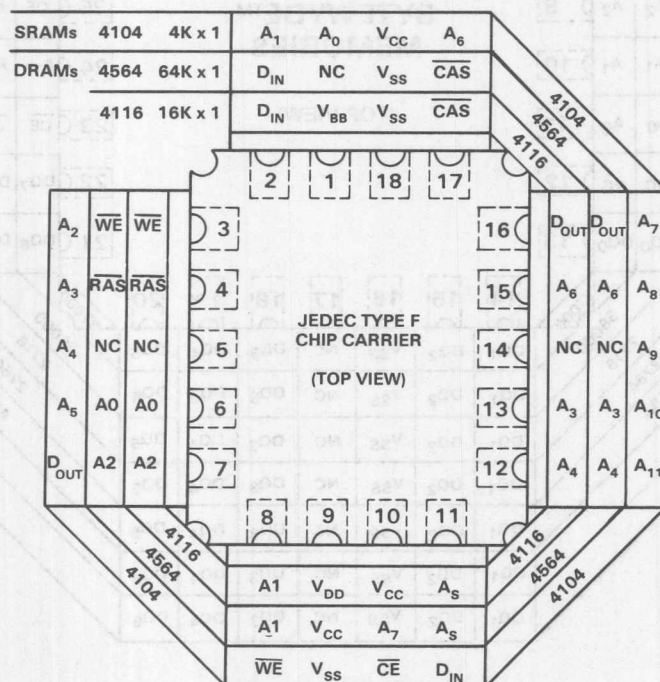 SRAMs 4104 4K x 1 A1 A0 VCC A6
DRAMs 4564 64K x 1 DIN NC VSS CAS
4116 16K x 1 DIN VBB VSS CAS
4104
4564
4116
2 1 18 17
A2 WE WE 3 16 DOUT DOUT A7
A3 RAS RAS 4 15 A6 A6 A8
JEDEC TYPE F
CHIP CARRIER
A4 NC NC 5 14 NC NC A9
(TOP VIEW)
A5 A0 A0 6 13 A3 A3 A10
DOUT A2 A2 7 12 A4 A4 A11
8 9 10 11
4116 4116
4564 4564
4104 4104
A1 VDD VCC AS
A1 VCC A7 AS
WE VSS CE DIN